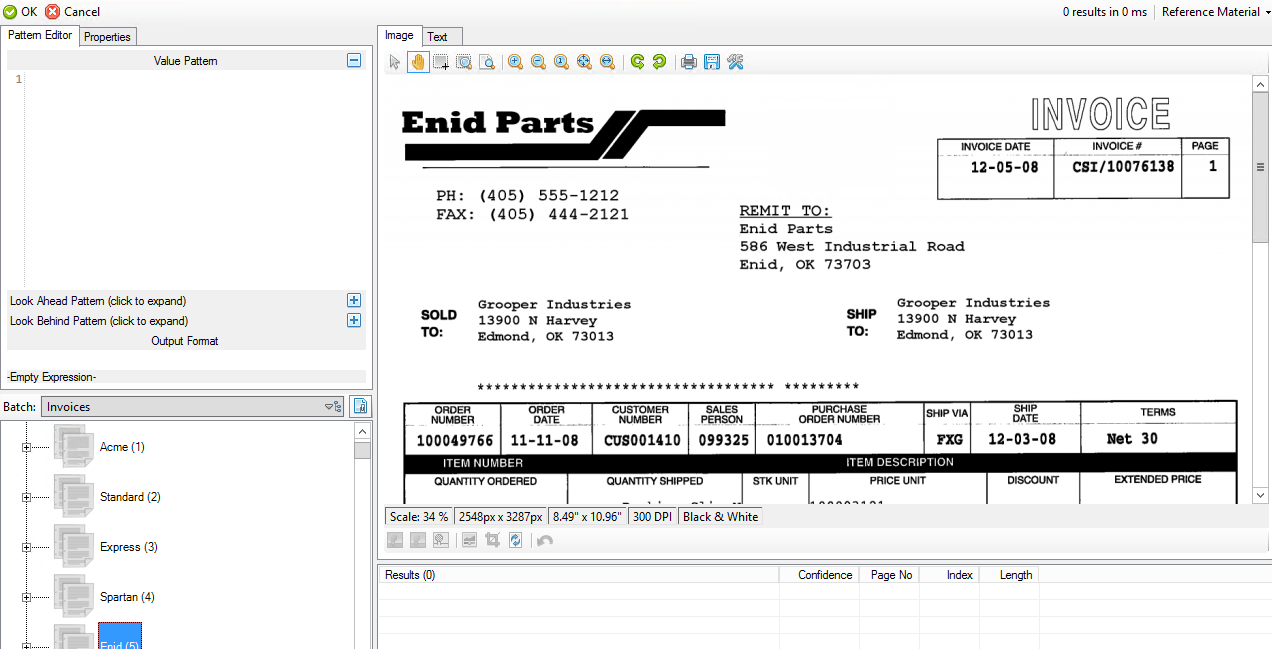 OK Cancel
0 results in 0 ms Reference Material
Pattern Editor Properties
Value Pattern
1
Look Ahead Pattern (click to expand)
Look Behind Pattern (click to expand)
Output Format
-Empty Expression-
Batch: Invoices
Acme (1)
Standard (2)
Express (3)
Spartan (4)
Enid (5)
Image Text
Enid Parts
INVOICE
INVOICE DATE INVOICE # PAGE
12-05-08 CSI/10076138 1
PH: (405) 555-1212
FAX: (405) 444-2121
REMIT TO:
Enid Parts
586 West Industrial Road
Enid, OK 73703
SOLD TO:
Grooper Industries
13900 N Harvey
Edmond, OK 73013
SHIP TO:
Grooper Industries
13900 N Harvey
Edmond, OK 73013
*********************************** *********
ORDER NUMBER ORDER DATE CUSTOMER NUMBER SALES PERSON PURCHASE ORDER NUMBER SHIP VIA SHIP DATE TERMS
100049766 11-11-08 CUS001410 099325 010013704 FXG 12-03-08 Net 30
ITEM NUMBER ITEM DESCRIPTION
QUANTITY ORDERED QUANTITY SHIPPED STK UNIT PRICE UNIT DISCOUNT EXTENDED PRICE
Scale: 34 % 2548px x 3287px 8.49" x 10.96" 300 DPI Black & White
Results (0) Confidence Page No Index Length